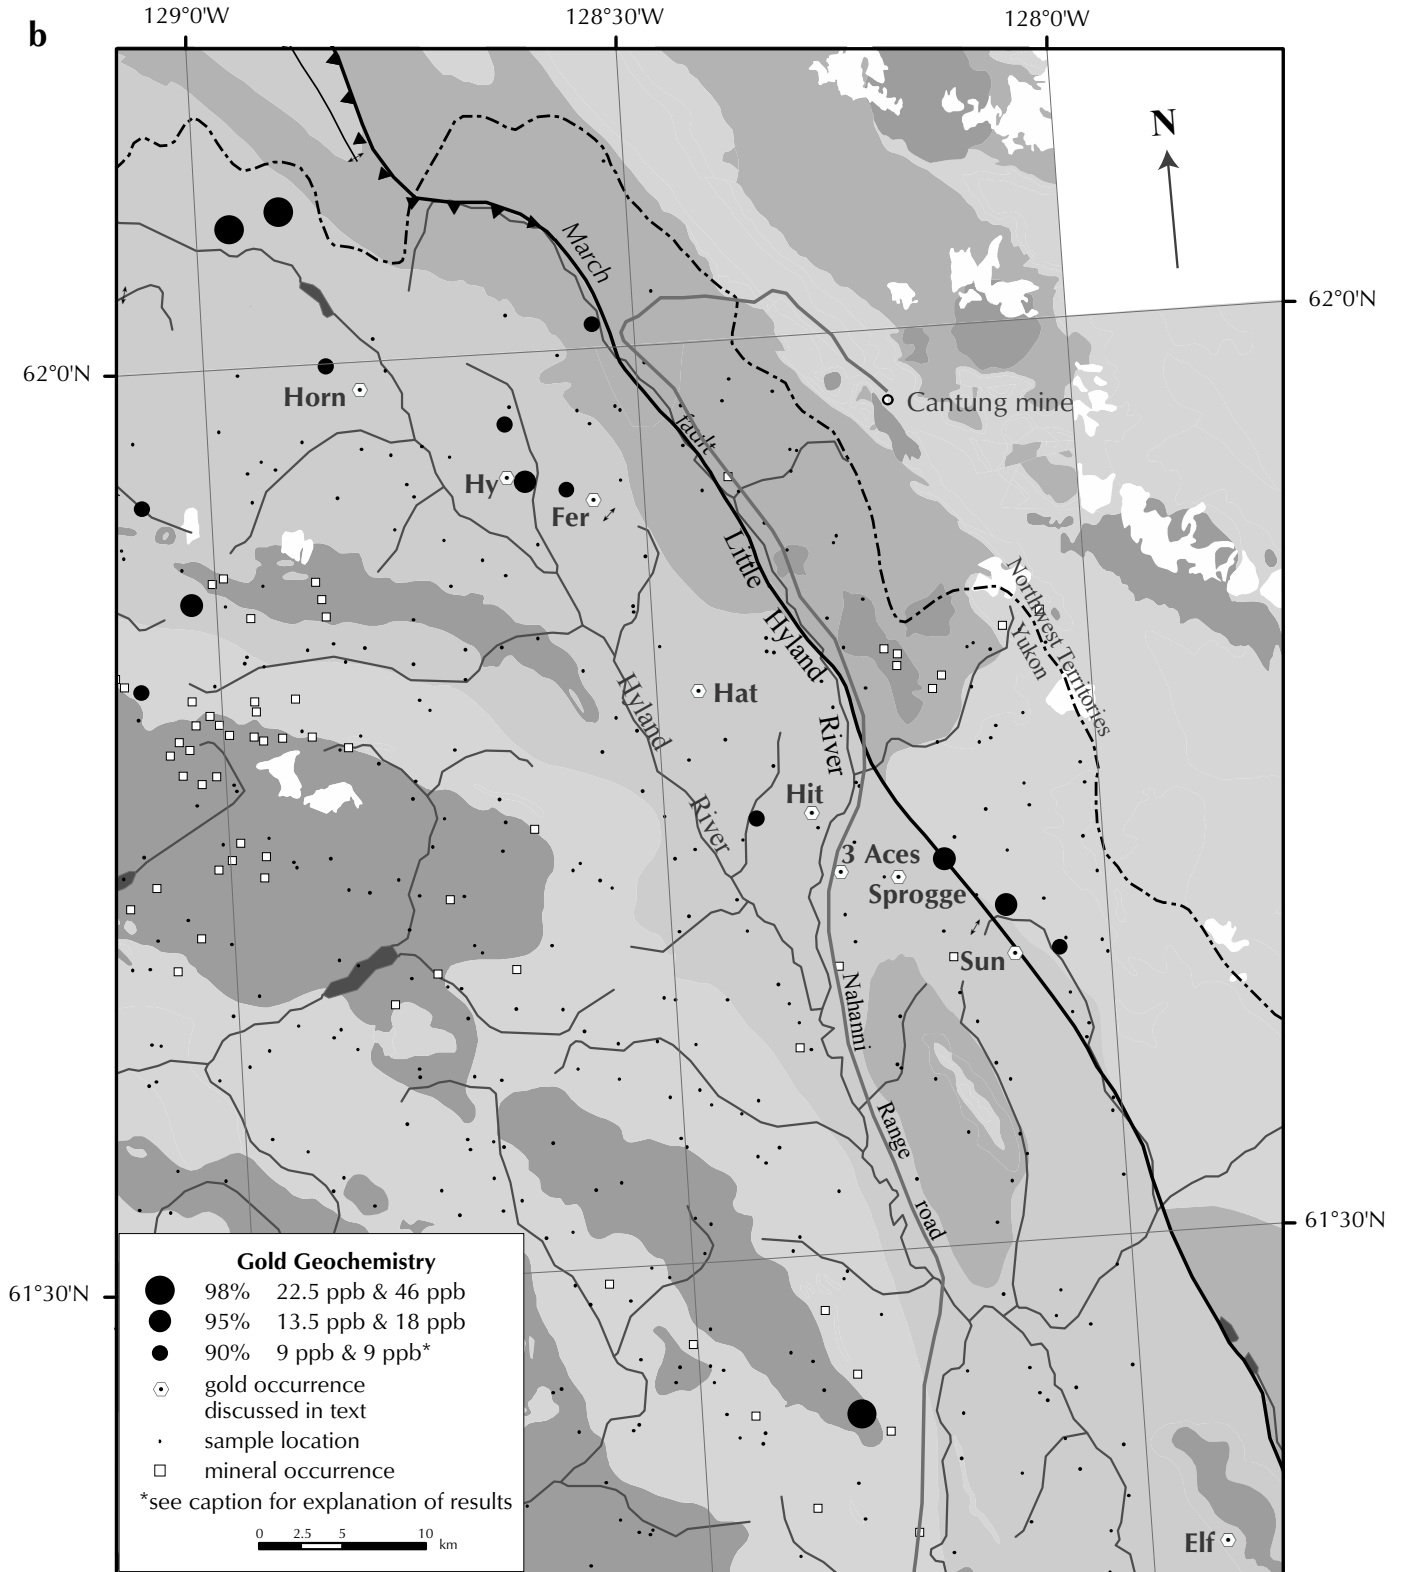 b
129°0'W
128°30'W
128°0'W
N
March
62°0'N
62°0'N
Horn
Cantung mine
fault
Hy
Fer
Little
Hyland
River
Northwest Territories
Yukon
Hyland
River
Hat
Hit
3 Aces
Sprogge
Sun
Nahanni
Range
road
61°30'N
61°30'N
Gold Geochemistry
98% 22.5 ppb & 46 ppb
95% 13.5 ppb & 18 ppb
90% 9 ppb & 9 ppb*
gold occurrence
discussed in text
sample location
mineral occurrence
*see caption for explanation of results
0 2.5 5 10
km
Elf